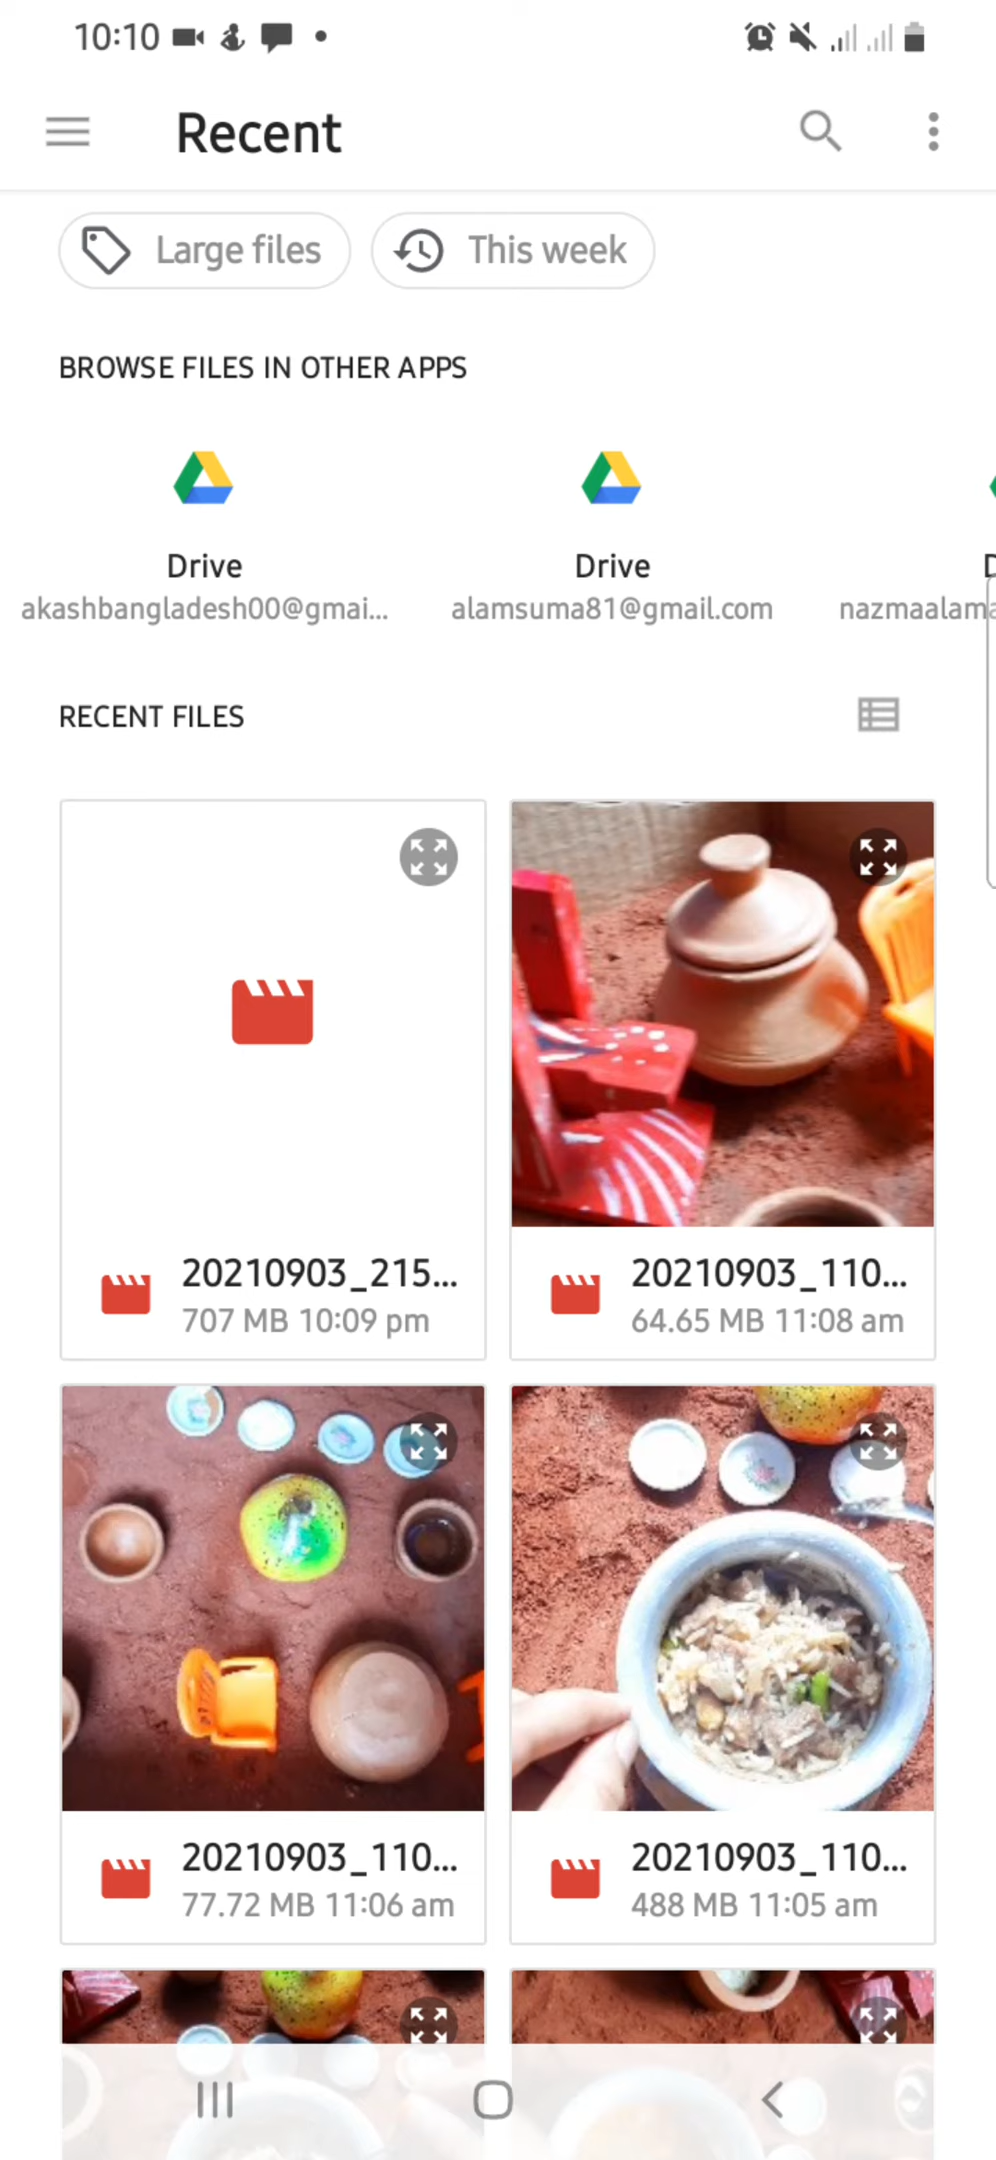 10:10
Recent
Large files
This week
BROWSE FILES IN OTHER APPS
Drive
akashbangladesh00@gmai...
Drive
alamsuma81@gmail.com
nazmaalam
RECENT FILES
20210903_215...
707 MB 10:09 pm
20210903_110...
64.65 MB 11:08 am
20210903_110...
77.72 MB 11:06 am
20210903_110...
488 MB 11:05 am